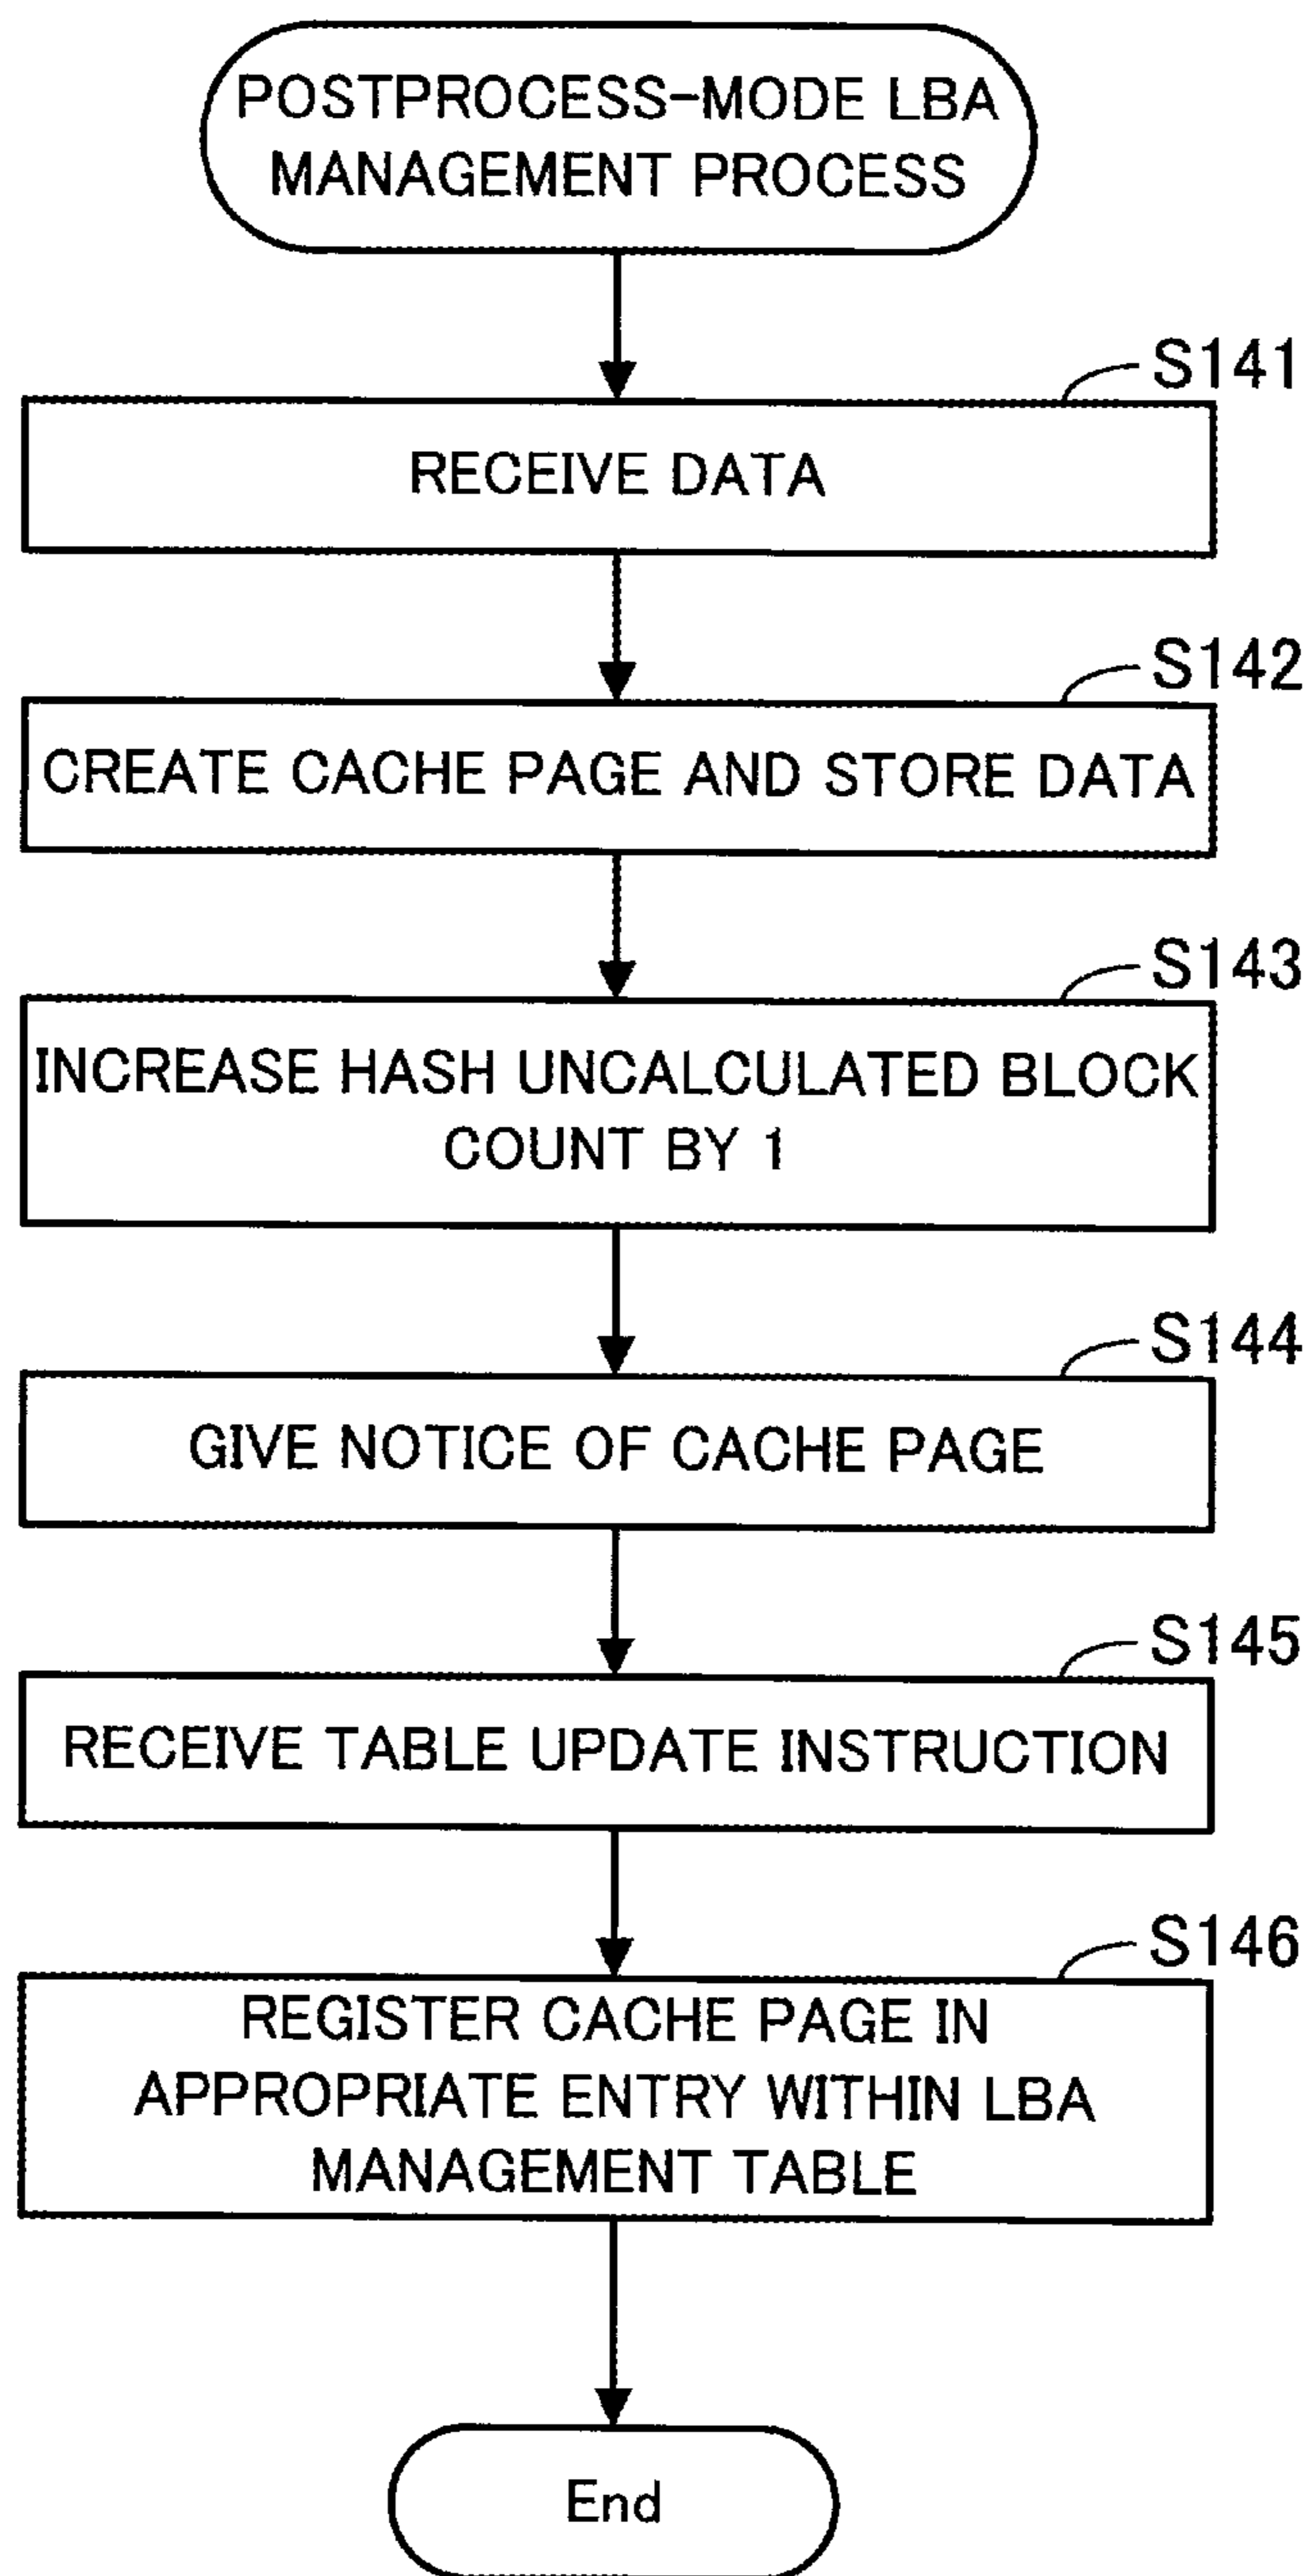 POSTPROCESS-MODE LBA
MANAGEMENT PROCESS
S141
RECEIVE DATA
S142
CREATE CACHE PAGE AND STORE DATA
S143
INCREASE HASH UNCALCULATED BLOCK
COUNT BY 1
S144
GIVE NOTICE OF CACHE PAGE
S145
RECEIVE TABLE UPDATE INSTRUCTION
S146
REGISTER CACHE PAGE IN
APPROPRIATE ENTRY WITHIN LBA
MANAGEMENT TABLE
End